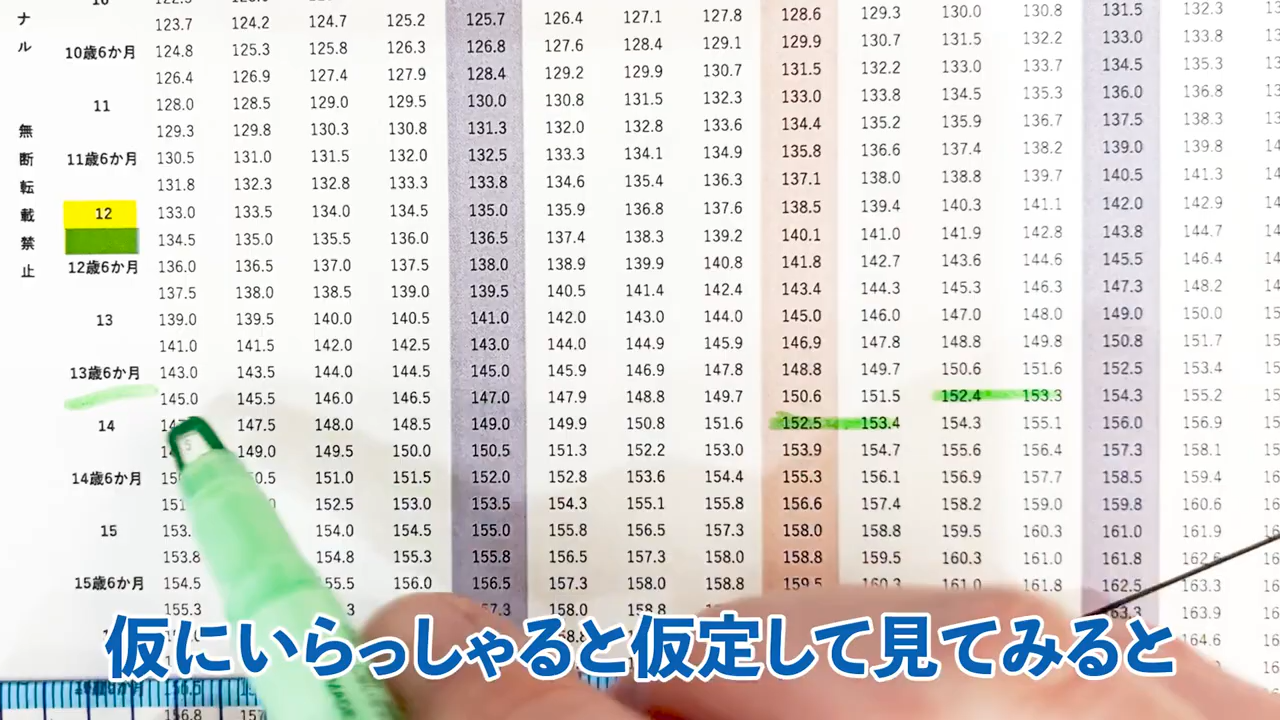 ナ
ル
無
断
転
載
禁
止
123.7 124.2 124.7 125.2 125.7 126.4 127.1 127.8 128.6 129.3 130.0 130.8 131.5 132.3
10歳6か月 124.8 125.3 125.8 126.3 126.8 127.6 128.4 129.1 129.9 130.7 131.5 132.2 133.0 133.8
126.4 126.9 127.4 127.9 128.4 129.2 129.9 130.7 131.5 132.2 133.0 133.7 134.5 135.3
11 128.0 128.5 129.0 129.5 130.0 130.8 131.5 132.3 133.0 133.8 134.5 135.3 136.0 136.8
129.3 129.8 130.3 130.8 131.3 132.0 132.8 133.6 134.4 135.2 135.9 136.7 137.5 138.3
11歳6か月 130.5 131.0 131.5 132.0 132.5 133.3 134.1 134.9 135.8 136.6 137.4 138.2 139.0 139.8
131.8 132.3 132.8 133.3 133.8 134.6 135.4 136.3 137.1 138.0 138.8 139.7 140.5 141.3
12 133.0 133.5 134.0 134.5 135.0 135.9 136.8 137.6 138.5 139.4 140.3 141.1 142.0 142.9
134.5 135.0 135.5 136.0 136.5 137.4 138.3 139.2 140.1 141.0 141.9 142.8 143.8 144.7
12歳6か月 136.0 136.5 137.0 137.5 138.0 138.9 139.9 140.8 141.8 142.7 143.6 144.6 145.5 146.4
137.5 138.0 138.5 139.0 139.5 140.5 141.4 142.4 143.4 144.3 145.3 146.3 147.3 148.2
13 139.0 139.5 140.0 140.5 141.0 142.0 143.0 144.0 145.0 146.0 147.0 148.0 149.0 150.0
141.0 141.5 142.0 142.5 143.0 144.0 144.9 145.9 146.9 147.8 148.8 149.8 150.8 151.7
13歳6か月 143.0 143.5 144.0 144.5 145.0 145.9 146.9 147.8 148.8 149.7 150.6 151.6 152.5 153.4
145.0 145.5 146.0 146.5 147.0 147.9 148.8 149.7 150.6 151.5 152.4 153.3 154.3 155.2
14 147.5 148.0 148.5 149.0 149.9 150.8 151.6 152.5 153.4 154.3 155.1 156.0 156.9
149.0 149.5 150.0 150.5 151.3 152.2 153.0 153.9 154.7 155.6 156.4 157.3 158.1
14歳6か月 151.0 151.5 152.0 152.8 153.6 154.4 155.3 156.1 156.9 157.7 158.5 159.4
152.5 153.0 153.5 154.3 155.1 155.8 156.6 157.4 158.2 159.0 159.8 160.6
15 154.0 154.5 155.0 155.8 156.5 157.3 158.0 158.8 159.5 160.3 161.0 161.9
153.8 154.8 155.3 155.8 156.5 157.3 158.0 158.8 159.5 160.3 161.0 161.8 162.6
15歳6か月 154.5 155.5 156.0 156.5 157.3 158.0 158.8 159.5 160.3 161.0 161.8 162.5 163.3
155.3 157.3 158.0 158.8 163.3 163.9
164.6
156.8
仮にいらっしゃると仮定して見てみると